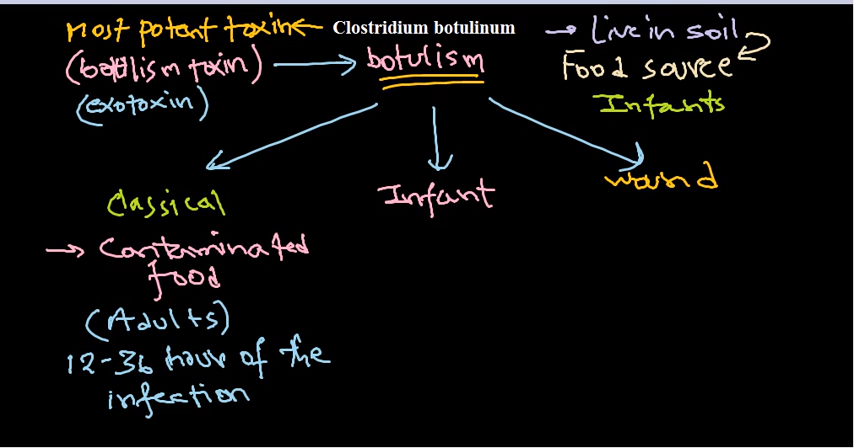 Most potent toxin ← Clostridium botulinum → Live in soil
(botulism toxin) → botulism Food source
(exotoxin) Infants
Classical Infant wound
→ Contaminated
food
(Adults)
12-36 hour of the
infection